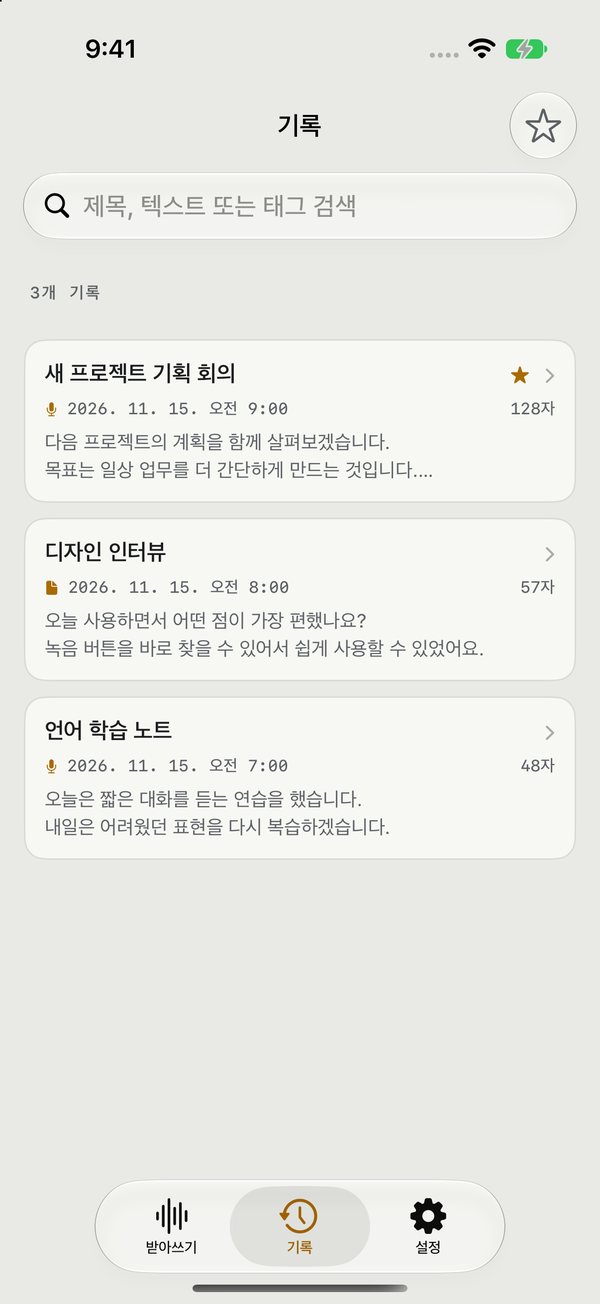 9:41
기록
제목, 텍스트 또는 태그 검색
3개 기록
새 프로젝트 기획 회의
2026. 11. 15. 오전 9:00
128자
다음 프로젝트의 계획을 함께 살펴보겠습니다.
목표는 일상 업무를 더 간단하게 만드는 것입니다....
디자인 인터뷰
2026. 11. 15. 오전 8:00
57자
오늘 사용하면서 어떤 점이 가장 편했나요?
녹음 버튼을 바로 찾을 수 있어서 쉽게 사용할 수 있었어요.
언어 학습 노트
2026. 11. 15. 오전 7:00
48자
오늘은 짧은 대화를 듣는 연습을 했습니다.
내일은 어려웠던 표현을 다시 복습하겠습니다.
받아쓰기
기록
설정